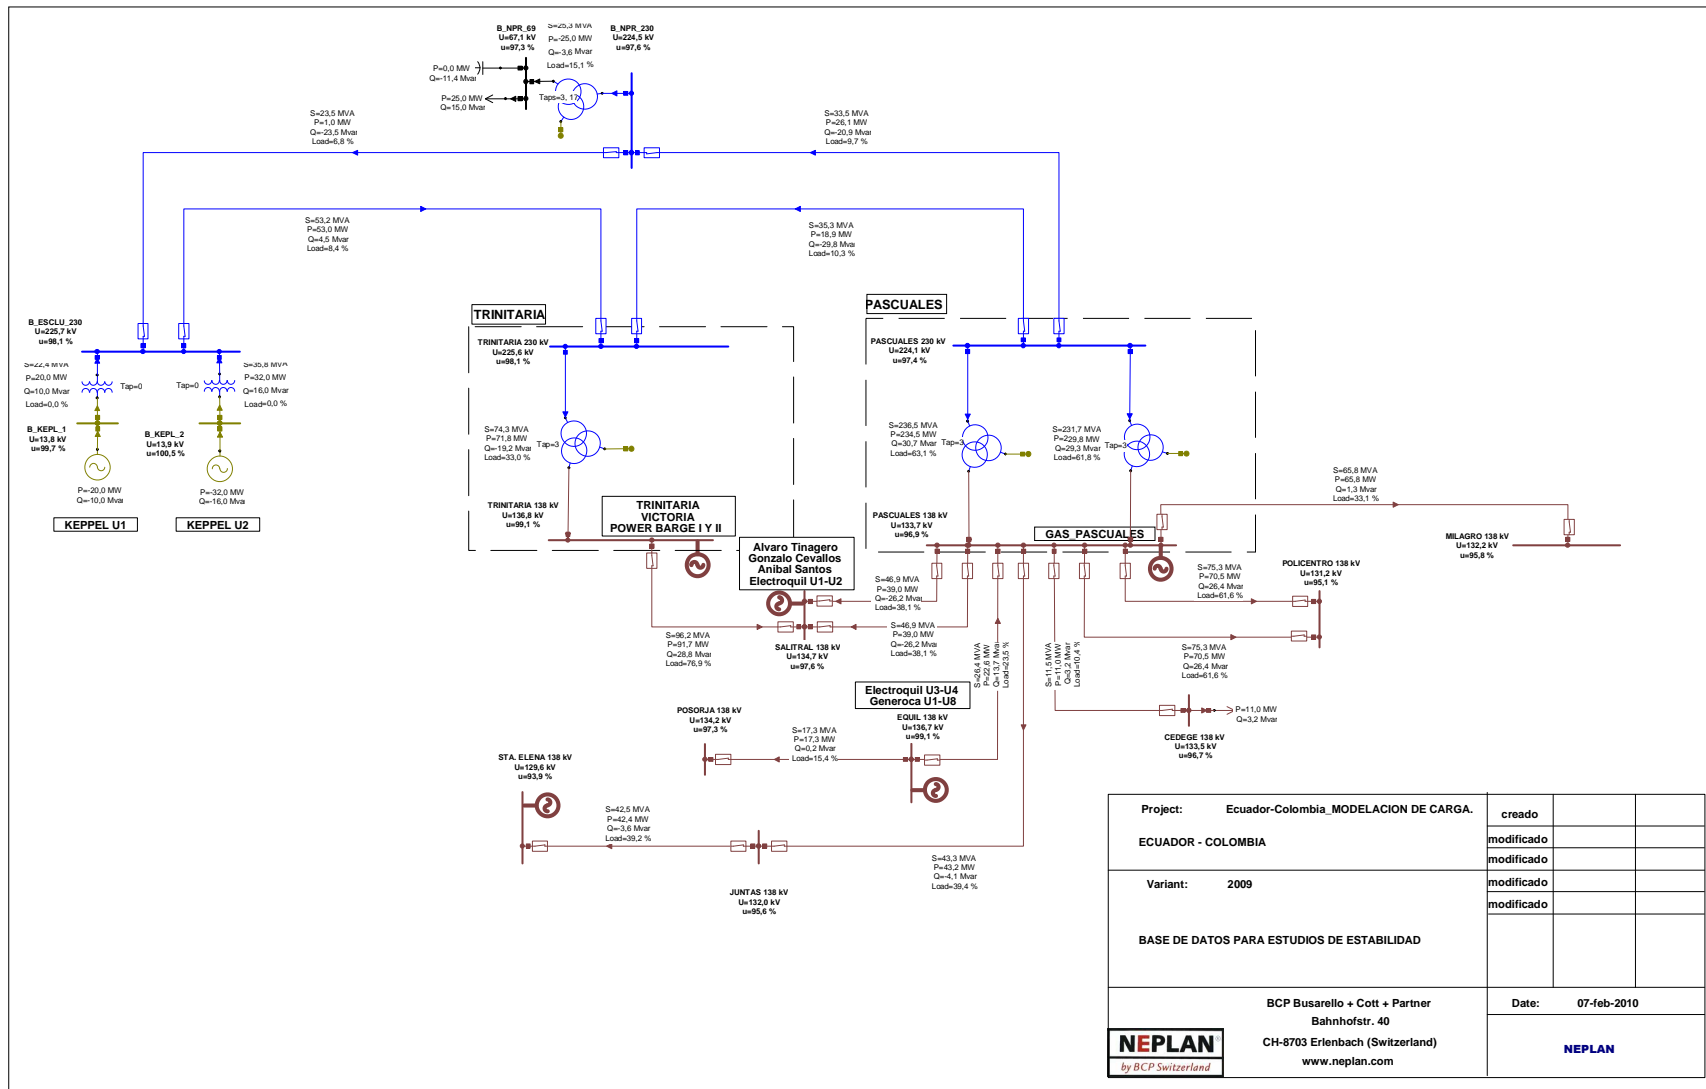 B_NPR_69
U=67,1 kV
u=97,3 %
S=25,3 MVA
P=-25,0 MW
Q=-3,6 Mvar
Load=15,1 %
B_NPR_230
U=224,5 kV
u=97,6 %
P=0,0 MW
Q=-11,4 Mvar
P=25,0 MW
Q=15,0 Mvar
Taps=3, 17
S=23,5 MVA
P=1,0 MW
Q=-23,5 Mvar
Load=6,8 %
S=33,5 MVA
P=26,1 MW
Q=-20,9 Mvar
Load=9,7 %
S=53,2 MVA
P=53,0 MW
Q=4,5 Mvar
Load=8,4 %
S=35,3 MVA
P=18,9 MW
Q=-29,8 Mvar
Load=10,3 %
B_ESCLU_230
U=225,7 kV
u=98,1 %
S=22,4 MVA
P=20,0 MW
Q=10,0 Mvar
Load=0,0 %
Tap=0
Tap=0
S=35,8 MVA
P=32,0 MW
Q=16,0 Mvar
Load=0,0 %
B_KEPL_1
U=13,8 kV
u=99,7 %
B_KEPL_2
U=13,9 kV
u=100,5 %
P=-20,0 MW
Q=-10,0 Mvar
P=-32,0 MW
Q=-16,0 Mvar
KEPPEL U1
KEPPEL U2
TRINITARIA
TRINITARIA 230 kV
U=225,6 kV
u=98,1 %
S=74,3 MVA
P=71,8 MW
Q=-19,2 Mvar
Load=33,0 %
Tap=3
TRINITARIA 138 kV
U=136,8 kV
u=99,1 %
TRINITARIA
VICTORIA
POWER BARGE I Y II
PASCUALES
PASCUALES 230 kV
U=224,1 kV
u=97,4 %
S=236,5 MVA
P=234,5 MW
Q=30,7 Mvar
Load=63,1 %
Tap=3
S=231,7 MVA
P=229,8 MW
Q=29,3 Mvar
Load=61,8 %
Tap=3
PASCUALES 138 kV
U=133,7 kV
u=96,9 %
GAS_PASCUALES
S=65,8 MVA
P=65,8 MW
Q=1,3 Mvar
Load=33,1 %
MILAGRO 138 kV
U=132,2 kV
u=95,8 %
Alvaro Tinagero
Gonzalo Cevallos
Anibal Santos
Electroquil U1-U2
S=46,9 MVA
P=39,0 MW
Q=-26,2 Mvar
Load=38,1 %
S=46,9 MVA
P=39,0 MW
Q=-26,2 Mvar
Load=38,1 %
S=96,2 MVA
P=91,7 MW
Q=28,8 Mvar
Load=76,9 %
SALITRAL 138 kV
U=134,7 kV
u=97,6 %
S=26,4 MVA
P=22,6 MW
Q=13,7 Mvar
Load=23,5 %
S=11,5 MVA
P=11,0 MW
Q=3,2 Mvar
Load=10,4 %
S=75,3 MVA
P=70,5 MW
Q=26,4 Mvar
Load=61,6 %
POLICENTRO 138 kV
U=131,2 kV
u=95,1 %
S=75,3 MVA
P=70,5 MW
Q=26,4 Mvar
Load=61,6 %
Electroquil U3-U4
Generoca U1-U8
EQUIL 138 kV
U=136,7 kV
u=99,1 %
POSORJA 138 kV
U=134,2 kV
u=97,3 %
S=17,3 MVA
P=17,3 MW
Q=0,2 Mvar
Load=15,4 %
P=11,0 MW
Q=3,2 Mvar
CEDEGE 138 kV
U=133,5 kV
u=96,7 %
STA. ELENA 138 kV
U=129,6 kV
u=93,9 %
S=42,5 MVA
P=42,4 MW
Q=-3,6 Mvar
Load=39,2 %
JUNTAS 138 kV
U=132,0 kV
u=95,6 %
S=43,3 MVA
P=43,2 MW
Q=-4,1 Mvar
Load=39,4 %
Project: Ecuador-Colombia_MODELACION DE CARGA.
ECUADOR - COLOMBIA
creado
modificado
modificado
modificado
modificado
Variant: 2009
BASE DE DATOS PARA ESTUDIOS DE ESTABILIDAD
BCP Busarello + Cott + Partner
Bahnhofstr. 40
CH-8703 Erlenbach (Switzerland)
www.neplan.com
Date: 07-feb-2010
NEPLAN
by BCP Switzerland
NEPLAN